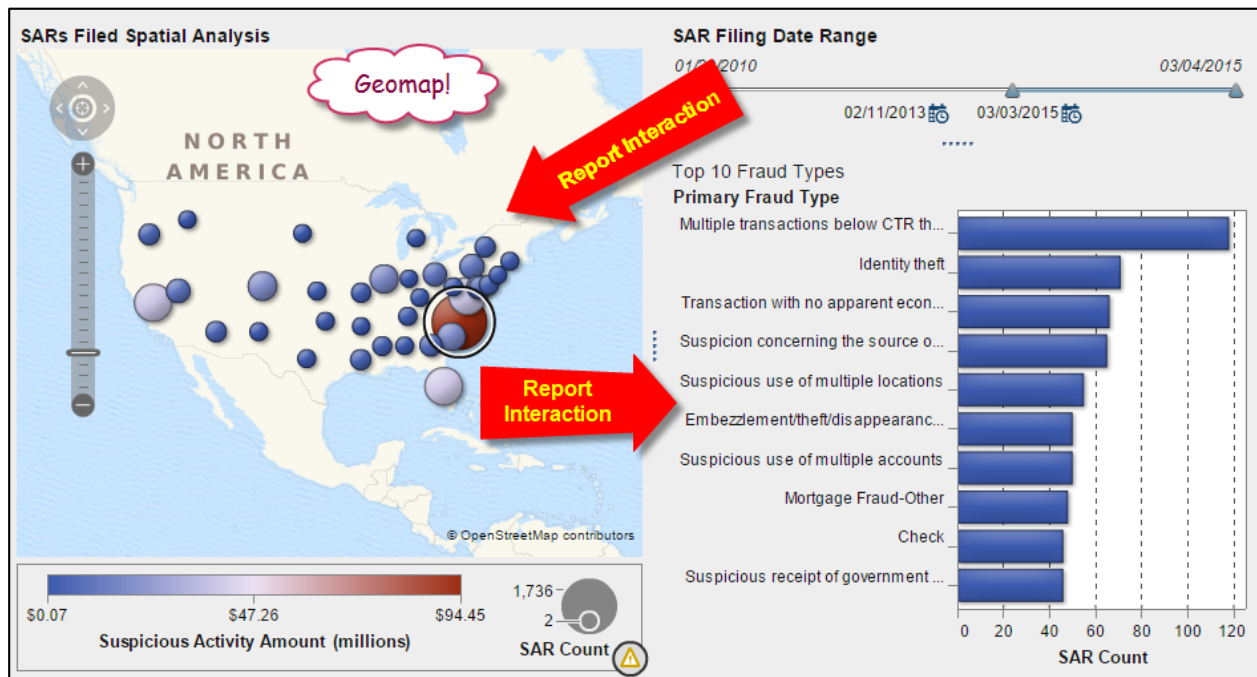 SARs Filed Spatial Analysis
Geomap!
NORTH
AMERICA
© OpenStreetMap contributors
$0.07
$47.26
$94.45
Suspicious Activity Amount (millions)
1,736
2
SAR Count
Report Interaction
Report
Interaction
SAR Filing Date Range
/2010
03/04/2015
02/11/2013
03/03/2015
Top 10 Fraud Types
Primary Fraud Type
Multiple transactions below CTR th...
Identity theft
Transaction with no apparent econ...
Suspicion concerning the source o...
Suspicious use of multiple locations
Embezzlement/theft/disappearanc...
Suspicious use of multiple accounts
Mortgage Fraud-Other
Check
Suspicious receipt of government ...
0 20 40 60 80 100 120
SAR Count